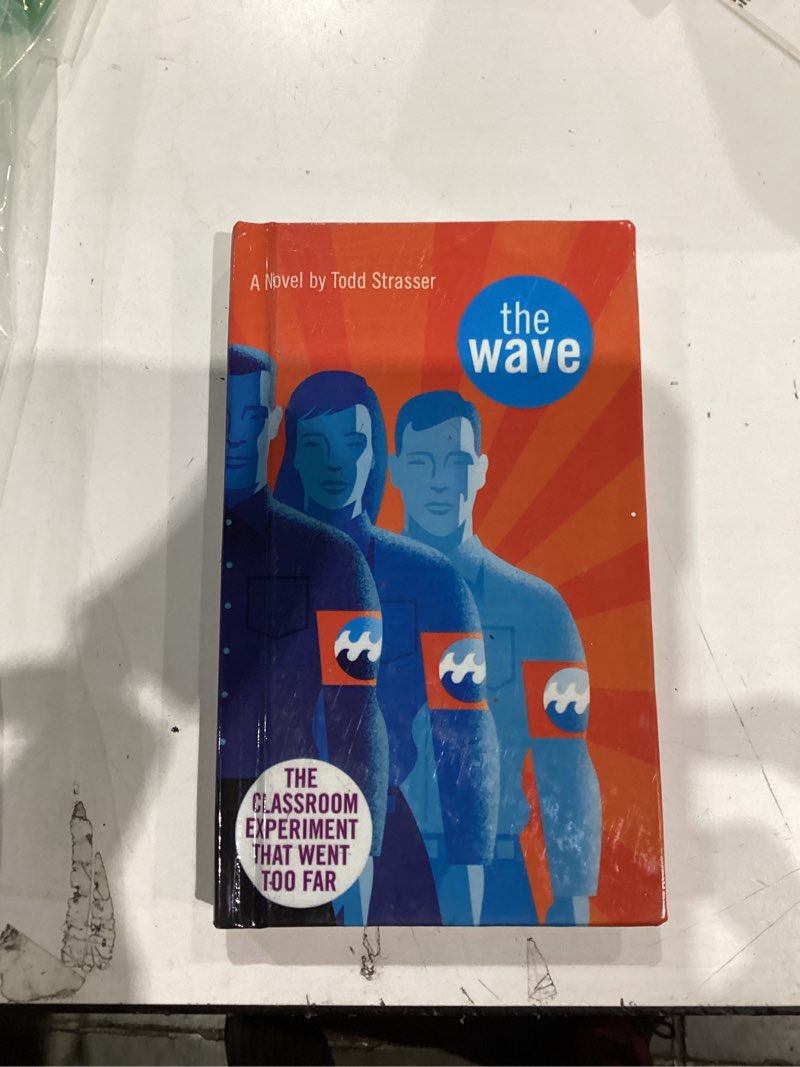 A Novel by Todd Strasser
the
wave
THE
CLASSROOM
EXPERIMENT
THAT WENT
TOO FAR